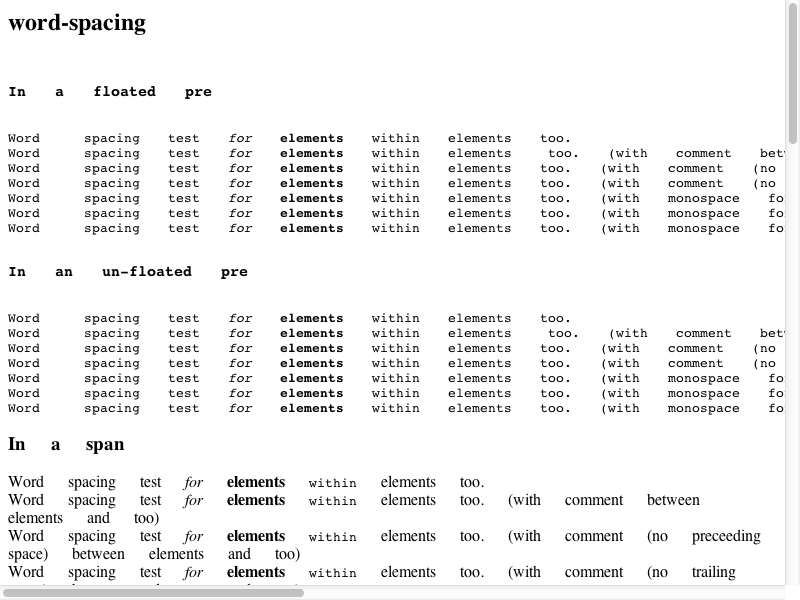 word-spacing
In a floated pre
Word spacing test for elements within elements too.
Word spacing test for elements within elements too. (with comment
Word spacing test for elements within elements too. (with comment (no
Word spacing test for elements within elements too. (with comment (no
Word spacing test for elements within elements too. (with monospace
Word spacing test for elements within elements too. (with monospace
Word spacing test for elements within elements too. (with monospace
In an un-floated pre
Word spacing test for elements within elements too.
Word spacing test for elements within elements too. (with comment
Word spacing test for elements within elements too. (with comment (no
Word spacing test for elements within elements too. (with comment (no
Word spacing test for elements within elements too. (with monospace
Word spacing test for elements within elements too. (with monospace
Word spacing test for elements within elements too. (with monospace
In a span
Word spacing test for elements within elements too.
Word spacing test for elements within elements too. (with comment between
elements and too)
Word spacing test for elements within elements too. (with comment (no preceeding
space) between elements and too)
Word spacing test for elements within elements too. (with comment (no trailing